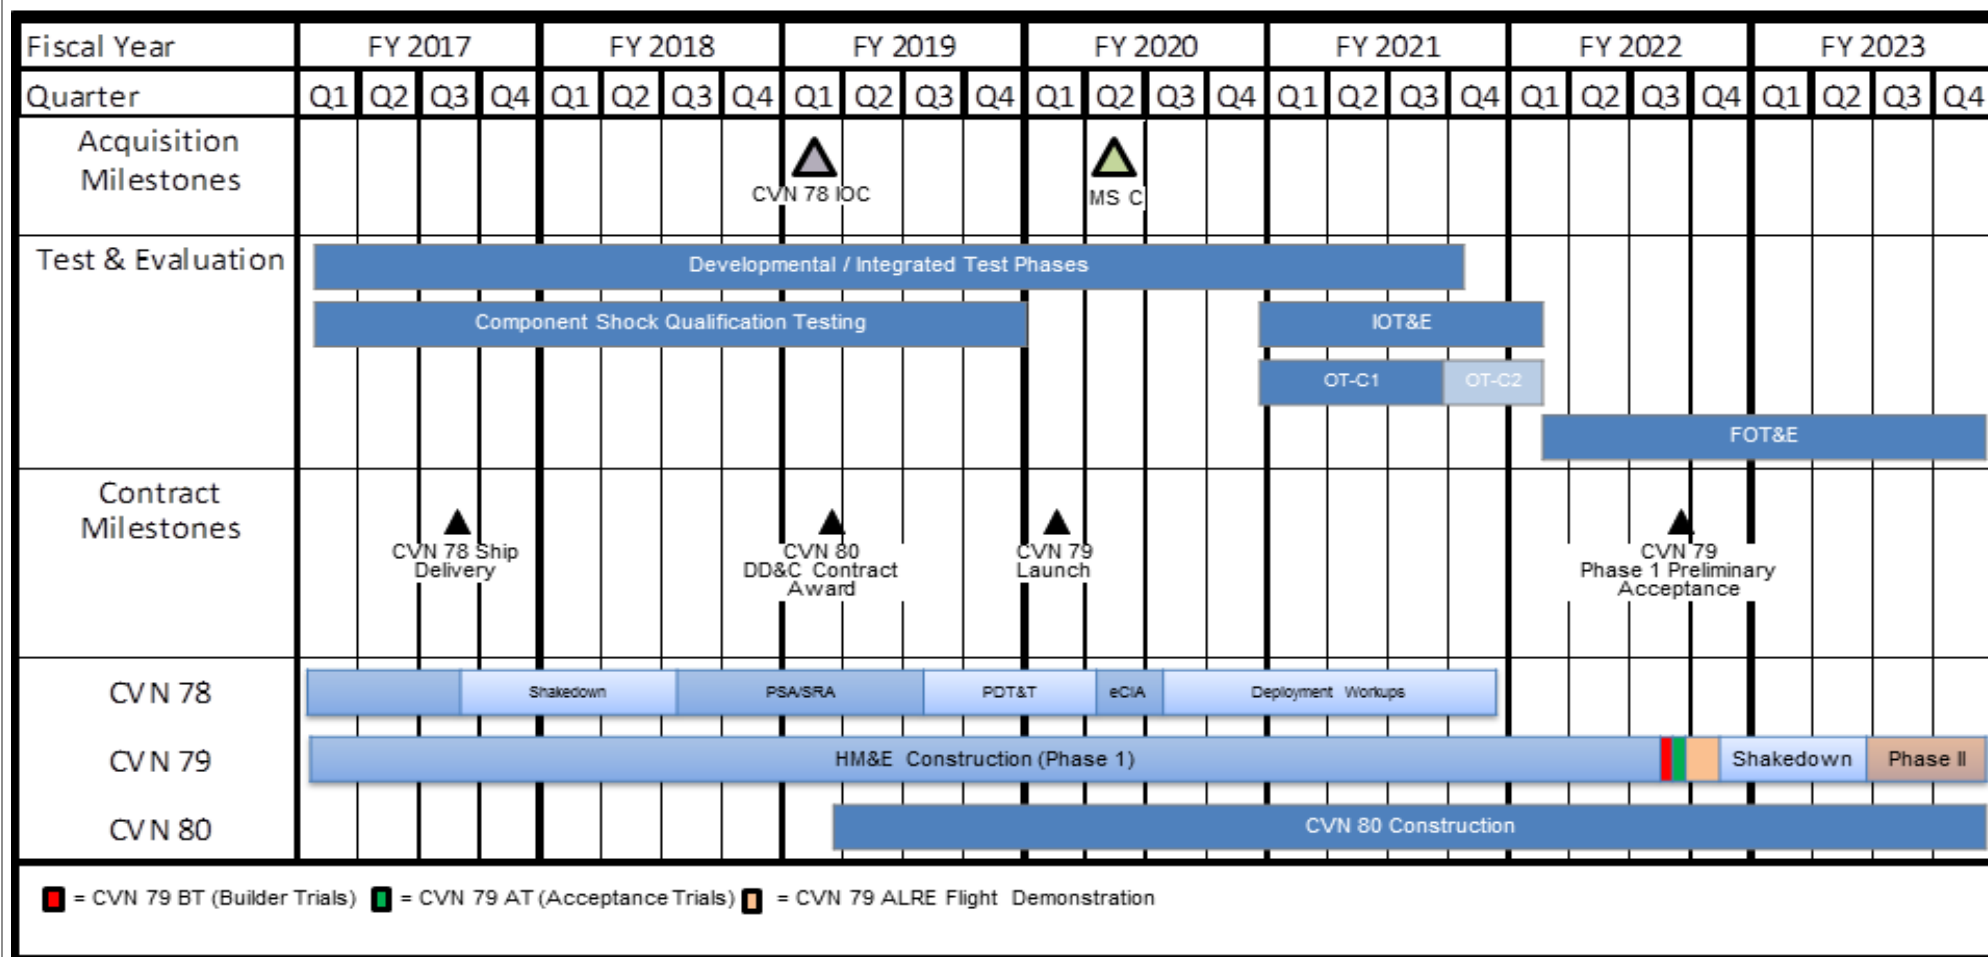 Fiscal Year FY 2017 FY 2018 FY 2019 FY 2020 FY 2021 FY 2022 FY 2023
Quarter Q1 Q2 Q3 Q4 Q1 Q2 Q3 Q4 Q1 Q2 Q3 Q4 Q1 Q2 Q3 Q4 Q1 Q2 Q3 Q4 Q1 Q2 Q3 Q4 Q1 Q2 Q3 Q4
Acquisition
Milestones
CVN 78 IOC
MS C
Test & Evaluation
Developmental / Integrated Test Phases
Component Shock Qualification Testing
IOT&E
OT-C1
OT-C2
FOT&E
Contract
Milestones
CVN 78 Ship
Delivery
CVN 80
DD&C Contract
Award
CVN 79
Launch
CVN 79
Phase 1 Preliminary
Acceptance
CVN 78
Shakedown
PSA/SRA
PDT&T
eCIA
Deployment Workups
CVN 79
HM&E Construction (Phase 1)
Shakedown
Phase II
CVN 80
CVN 80 Construction
= CVN 79 BT (Builder Trials)
= CVN 79 AT (Acceptance Trials)
= CVN 79 ALRE Flight Demonstration